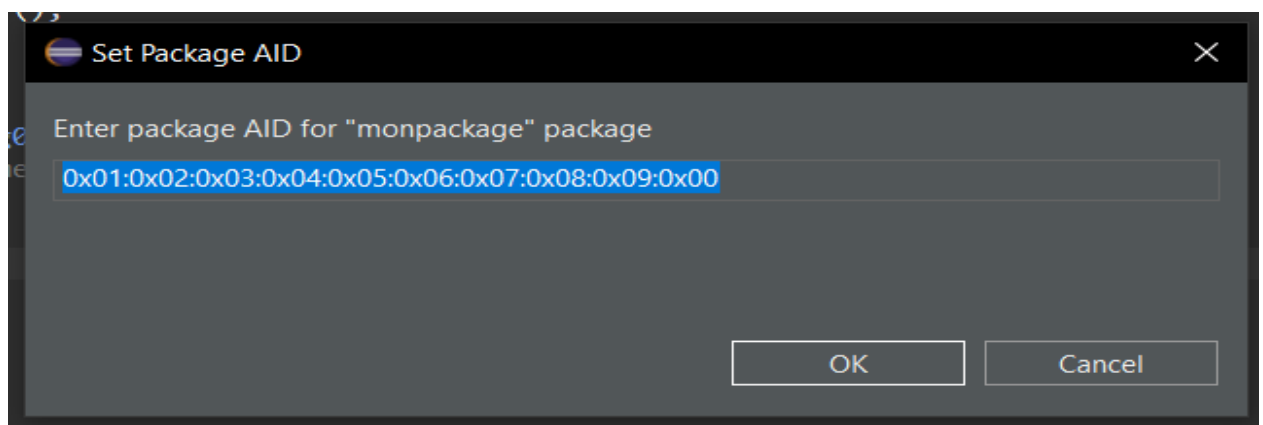 Set Package AID
Enter package AID for "monpackage" package
0x01:0x02:0x03:0x04:0x05:0x06:0x07:0x08:0x09:0x00
OK
Cancel